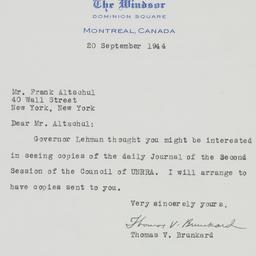 The Windsor
DOMINION SQUARE
MONTREAL, CANADA
20 September 1944
Mr. Frank Altschul
40 Wall Street
New York, New York
Dear Mr. Altschul:
Governor Lehman thought you might be interested
in seeing copies of the daily Journal of the Second
Session of the Council of UNRRA. I will arrange to
have copies sent to you.
Very sincerely yours,
Thomas V. Brunkard
Thomas V. Brunkard